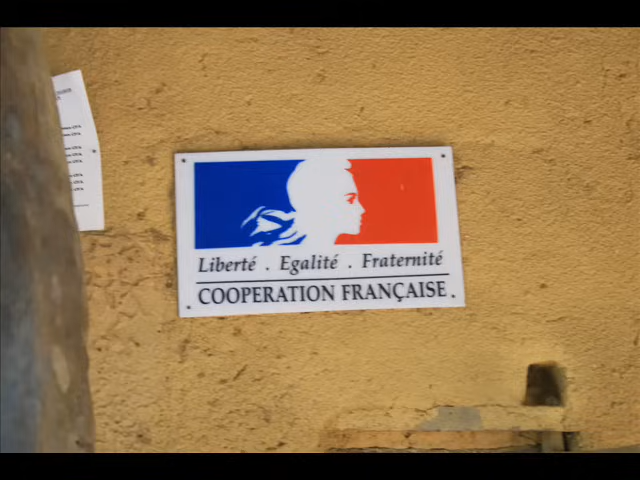 Liberté . Egalité . Fraternité
COOPERATION FRANÇAISE